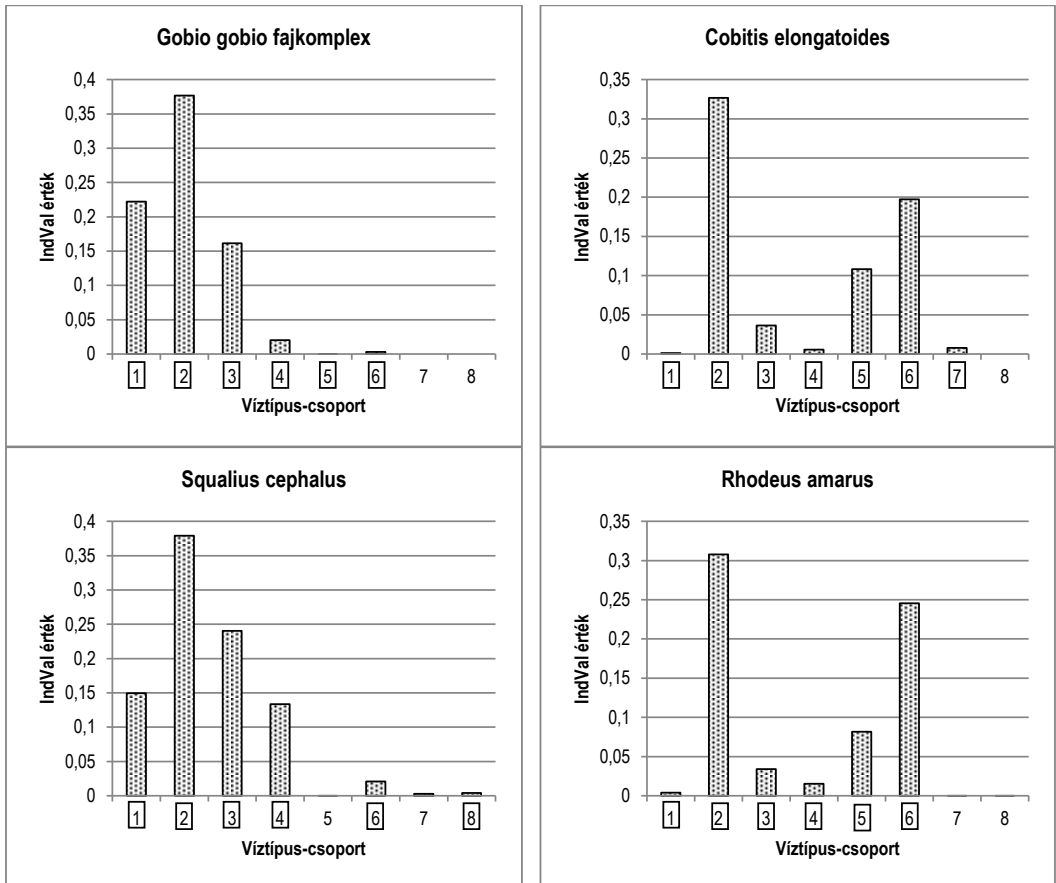 Gobio gobio fajkomplex
IndVal érték
0,4
0,35
0,3
0,25
0,2
0,15
0,1
0,05
0
1 2 3 4 5 6 7 8
Víztípus-csoport
Cobitis elongatoides
IndVal érték
0,35
0,3
0,25
0,2
0,15
0,1
0,05
0
1 2 3 4 5 6 7 8
Víztípus-csoport
Squalius cephalus
IndVal érték
0,4
0,35
0,3
0,25
0,2
0,15
0,1
0,05
0
1 2 3 4 5 6 7 8
Víztípus-csoport
Rhodeus amarus
IndVal érték
0,35
0,3
0,25
0,2
0,15
0,1
0,05
0
1 2 3 4 5 6 7 8
Víztípus-csoport